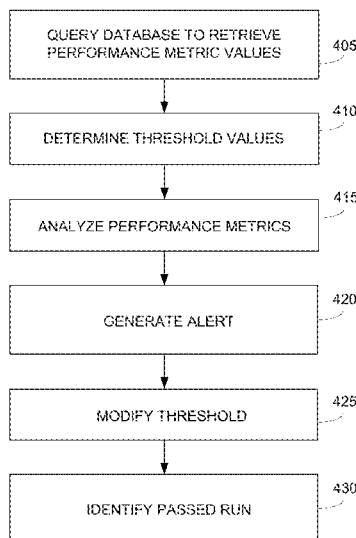 QUERY DATABASE TO RETRIEVE
PERFORMANCE METRIC VALUES
405
410
DETERMINE THRESHOLD VALUES
415
ANALYZE PERFORMANCE METRICS
420
GENERATE ALERT
425
MODIFY THRESHOLD
430
IDENTIFY PASSED RUN